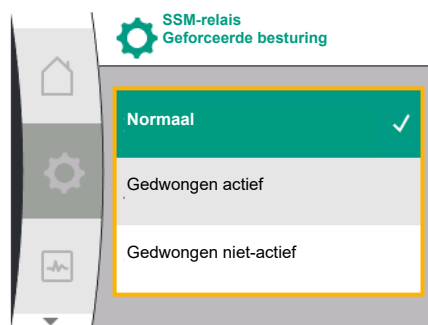 SSM-relais
Geforceerde besturing
Normaal
Gedwongen actief
Gedwongen niet-actief